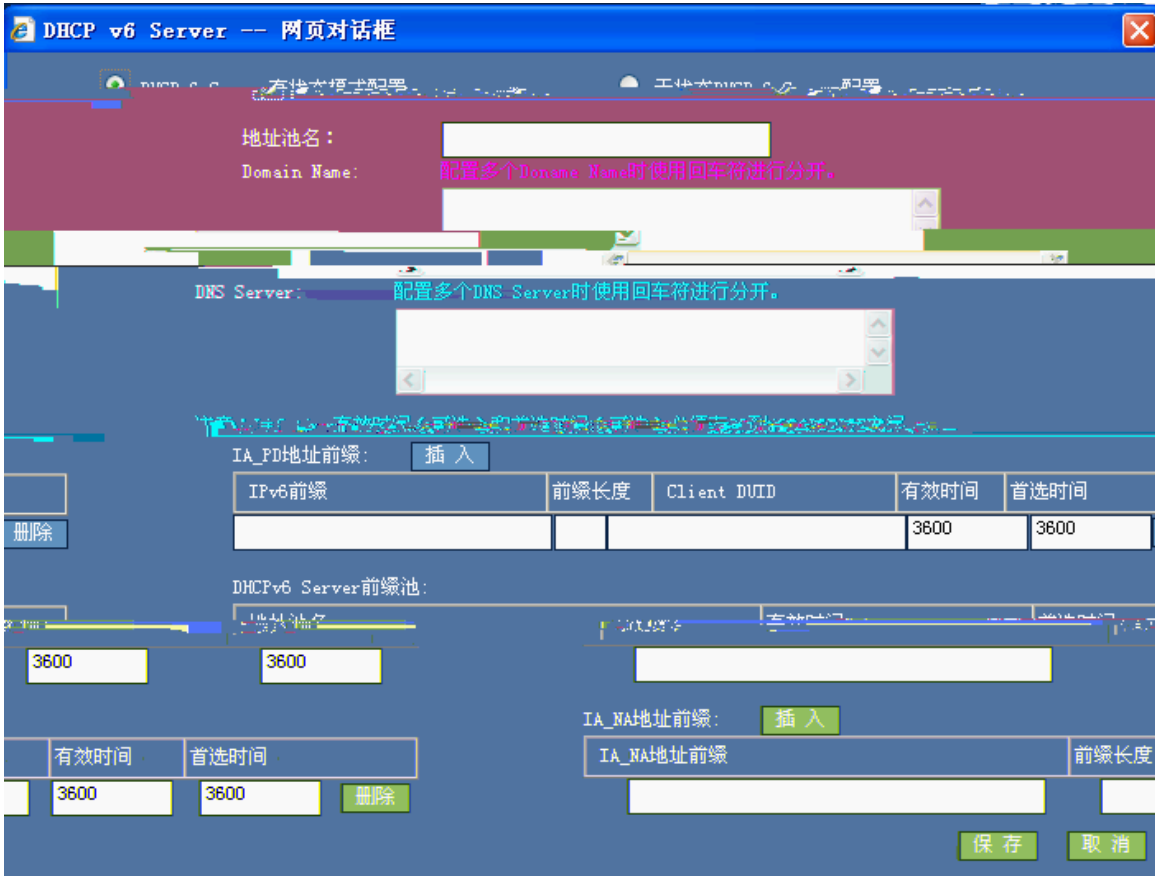 DHCP v6 Server -- 网页对话框
地址池名：
Domain Name:
配置多个Doname Name时使用回车符进行分开。
DNS Server:
配置多个DNS Server时使用回车符进行分开。
IA_PD地址前缀: 插 入
IPv6前缀 前缀长度 Client DUID 有效时间 首选时间
删除 3600 3600
DHCPv6 Server前缀池:
3600 3600
IA_NA地址前缀: 插 入
有效时间 首选时间 IA_NA地址前缀 前缀长度
3600 3600 删除
保 存 取 消